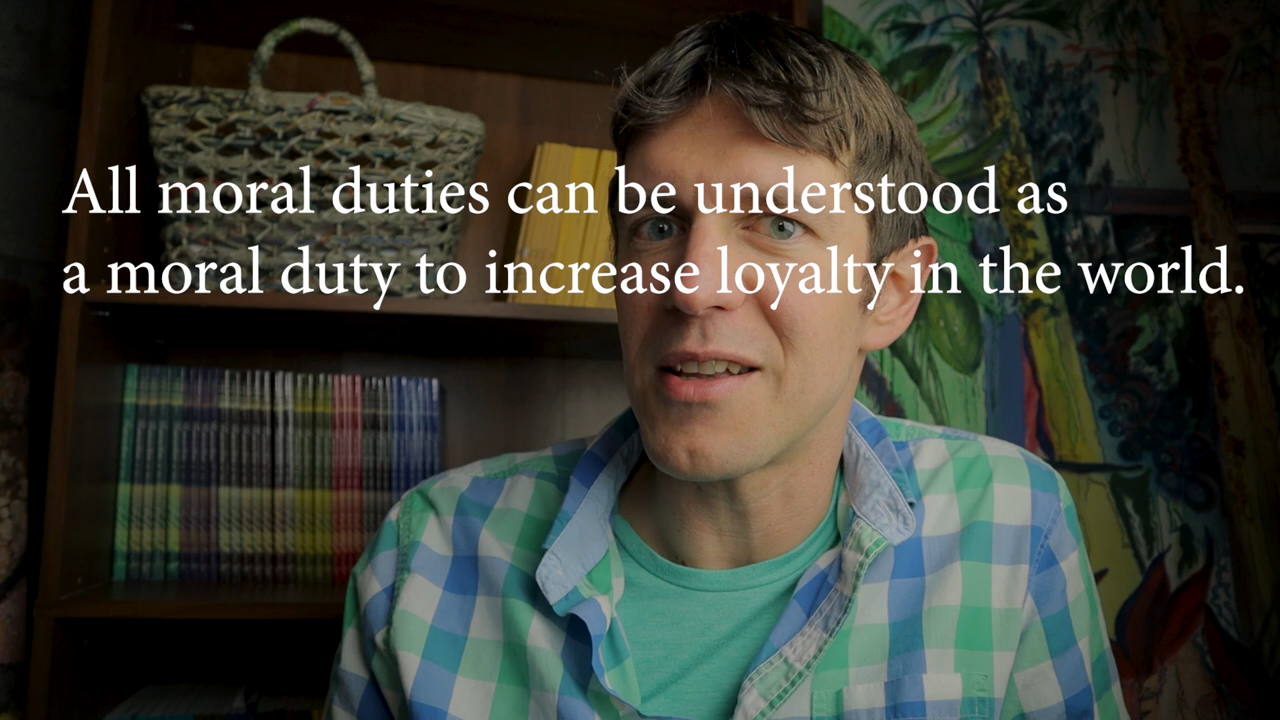 All moral duties can be understood as
a moral duty to increase loyalty in the world.